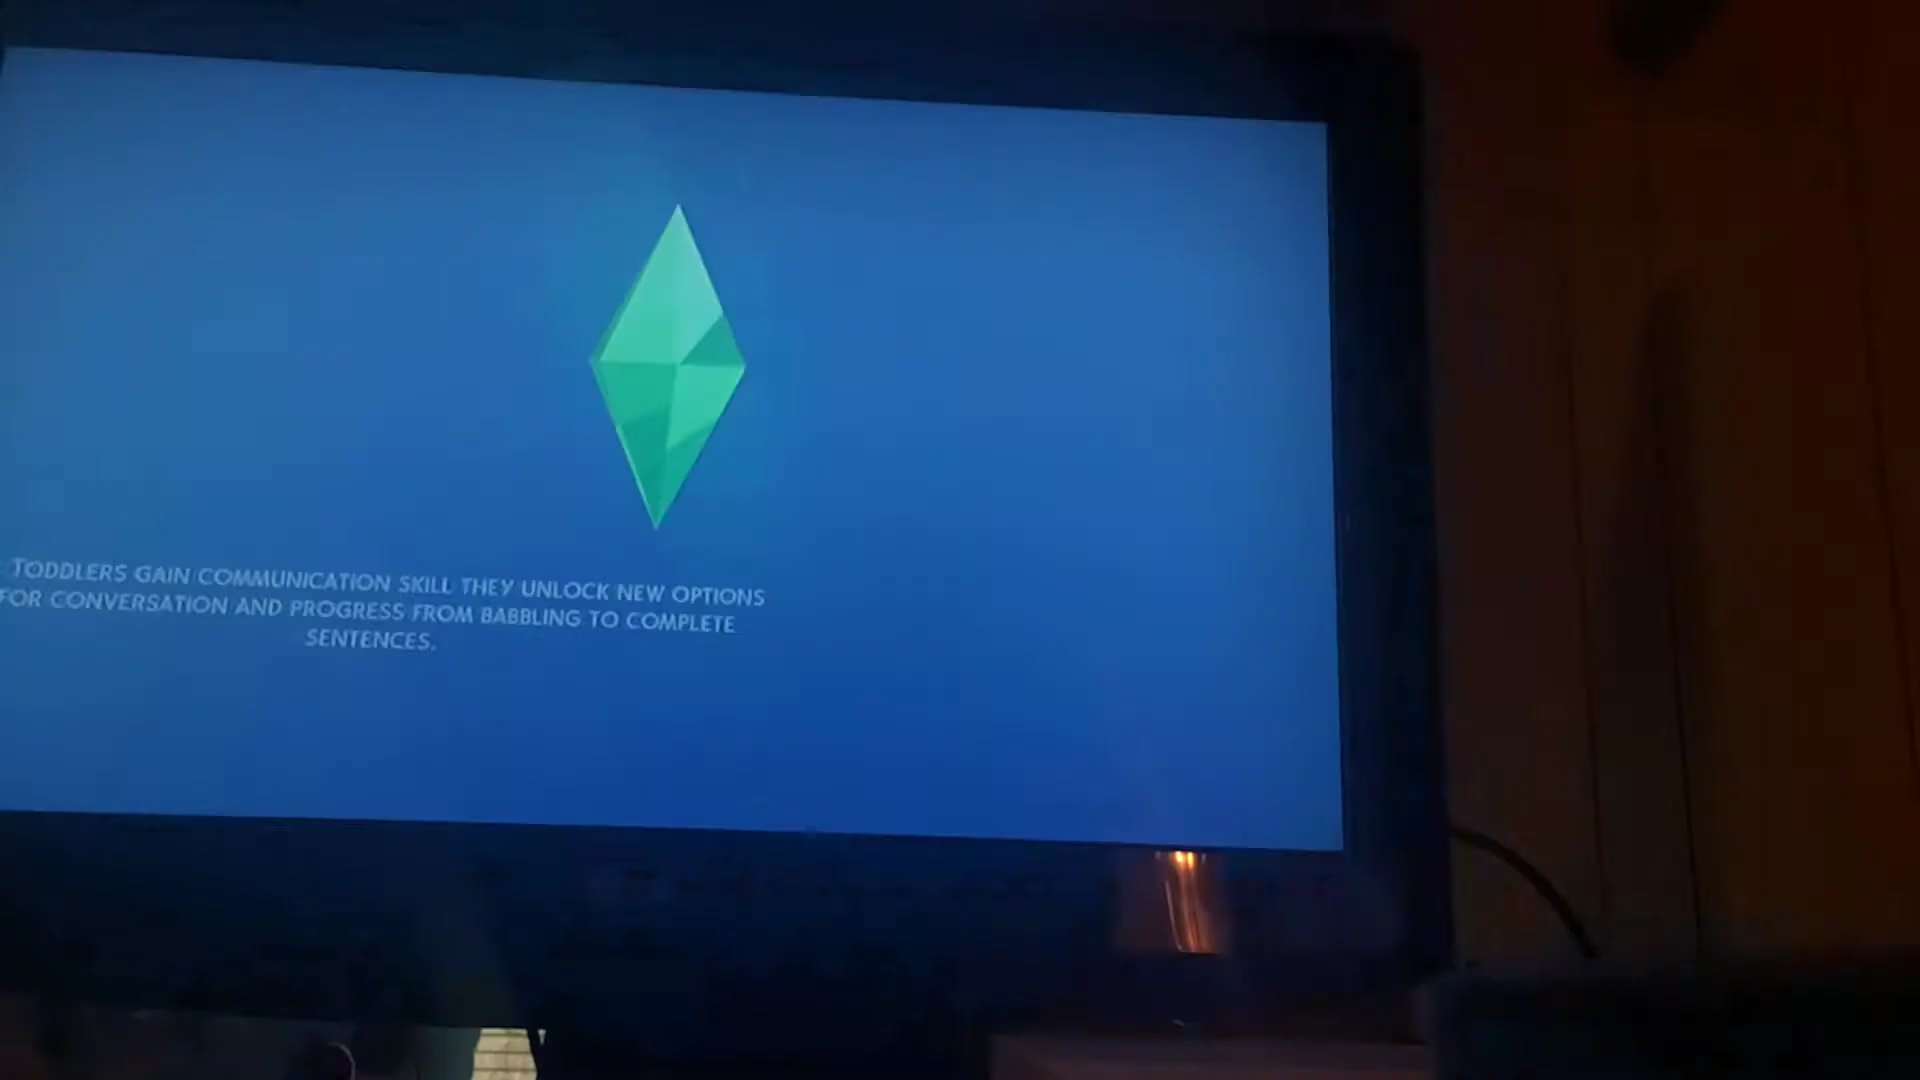 TODDLERS GAIN COMMUNICATION SKILL THEY UNLOCK NEW OPTIONS
FOR CONVERSATION AND PROGRESS FROM BABBLING TO COMPLETE
SENTENCES.